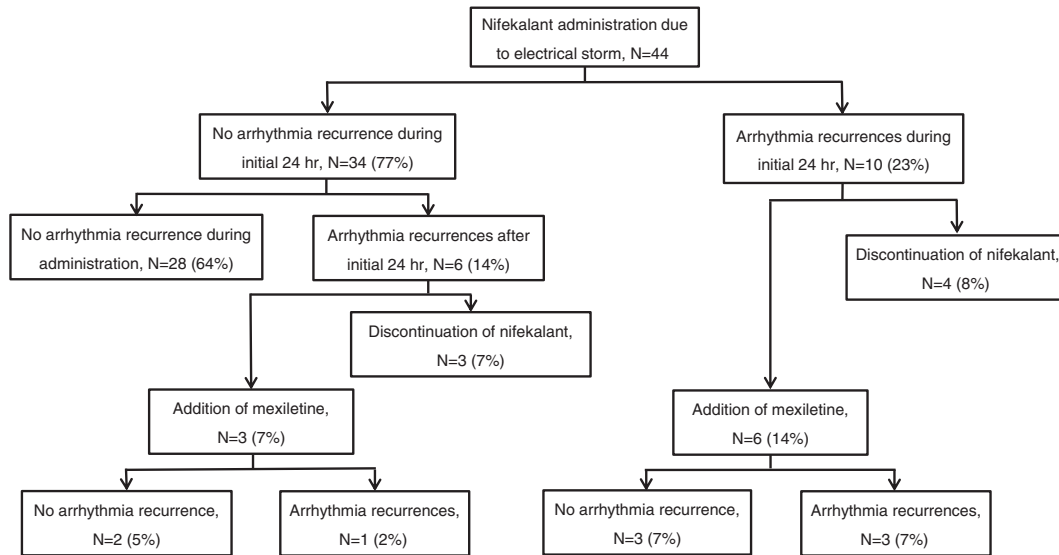 Nifekalant administration due
to electrical storm, N=44
No arrhythmia recurrence during
initial 24 hr, N=34 (77%)
Arrhythmia recurrences during
initial 24 hr, N=10 (23%)
No arrhythmia recurrence during
administration, N=28 (64%)
Arrhythmia recurrences after
initial 24 hr, N=6 (14%)
Discontinuation of nifekalant,
N=4 (8%)
Discontinuation of nifekalant,
N=3 (7%)
Addition of mexiletine,
N=3 (7%)
Addition of mexiletine,
N=6 (14%)
No arrhythmia recurrence,
N=2 (5%)
Arrhythmia recurrences,
N=1 (2%)
No arrhythmia recurrence,
N=3 (7%)
Arrhythmia recurrences,
N=3 (7%)